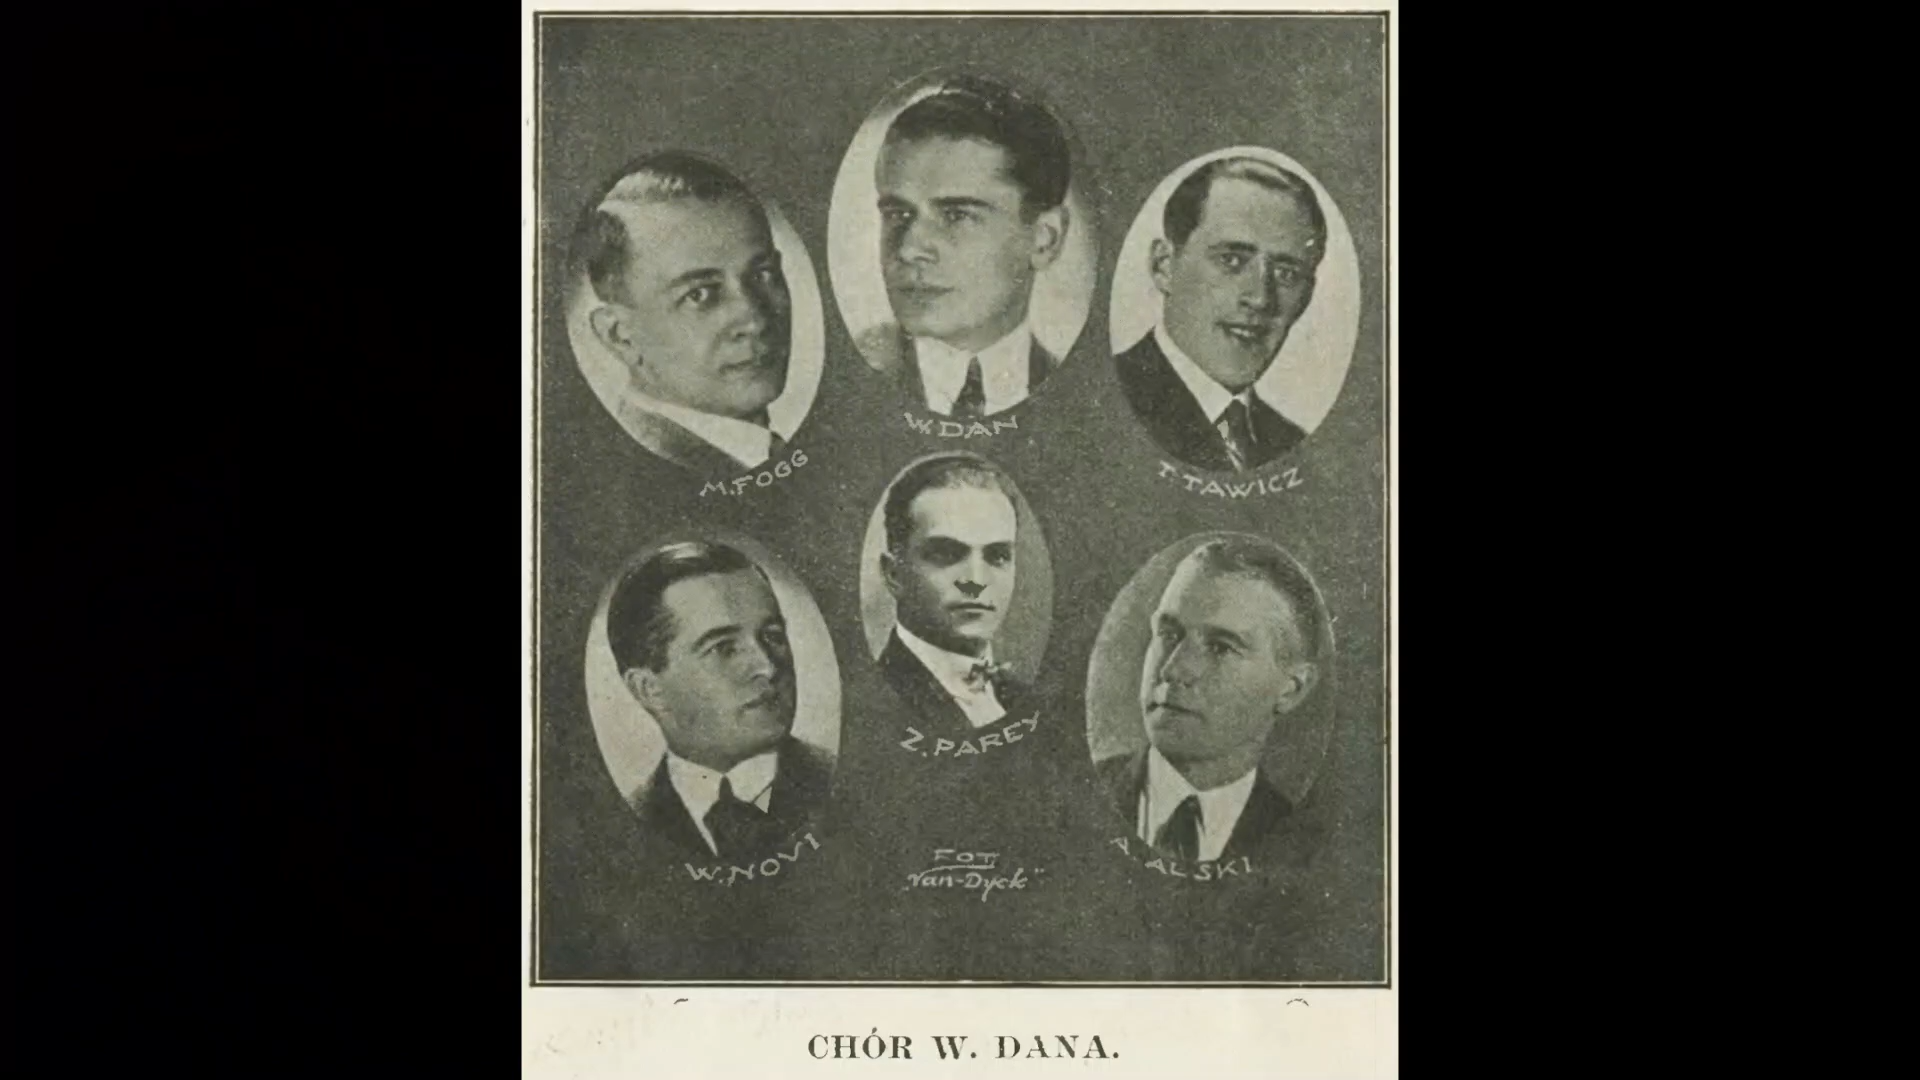 W. DAN
M. FOGG
T. TAWICZ
Z. PAREY
W. NOVI
A. ALSKI
FOT
„Van-Dyck"
CHÓR W. DANA.